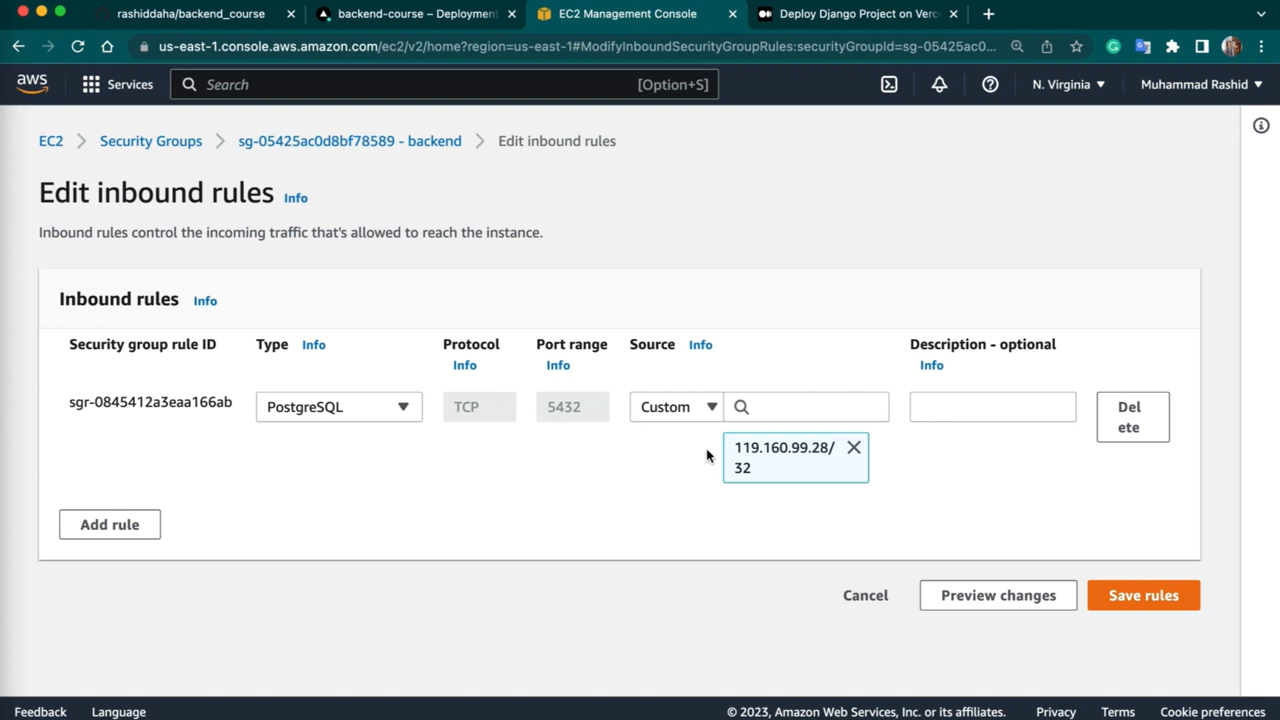 rashiddaha/backend_course
backend-course – Deployment
EC2 Management Console
Deploy Django Project on Verc
us-east-1.console.aws.amazon.com/ec2/v2/home?region=us-east-1#ModifyInboundSecurityGroupRules:securityGroupId=sg-05425ac0...
aws
Services
Search
[Option+S]
N. Virginia
Muhammad Rashid
EC2
Security Groups
sg-05425ac0d8bf78589 - backend
Edit inbound rules
Edit inbound rules
Info
Inbound rules control the incoming traffic that's allowed to reach the instance.
Inbound rules
Info
Security group rule ID
Type
Info
Protocol
Info
Port range
Info
Source
Info
Description - optional
Info
sgr-0845412a3eaa166ab
PostgreSQL
TCP
5432
Custom
Del
ete
119.160.99.28/
32
Add rule
Cancel
Preview changes
Save rules
Feedback
Language
© 2023, Amazon Web Services, Inc. or its affiliates.
Privacy
Terms
Cookie preferences